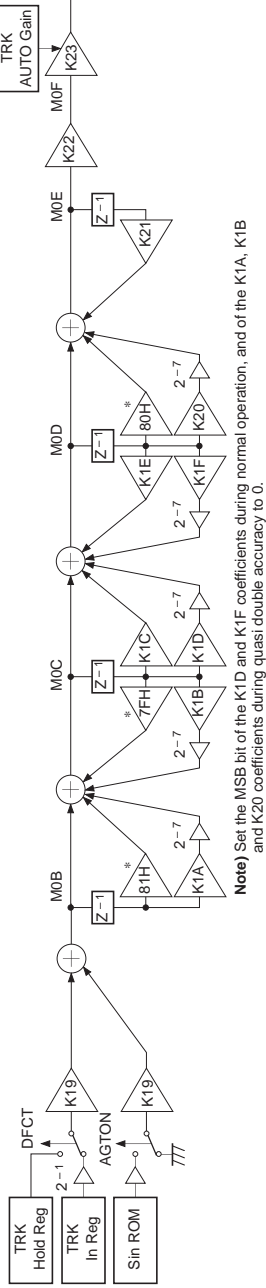 TRK
Hold Reg
TRK
In Reg
Sin ROM
DFCT
2⁻¹
AGTON
K19
K19
M0B
Z⁻¹
81H
*
K1A
2⁻⁷
7FH
*
K1B
2⁻⁷
M0C
Z⁻¹
K1C
K1D
2⁻⁷
K1E
K1F
2⁻⁷
M0D
Z⁻¹
80H
*
K20
2⁻⁷
M0E
Z⁻¹
K21
K22
M0F
K23
TRK
AUTO Gain
Note) Set the MSB bit of the K1D and K1F coefficients during normal operation, and of the K1A, K1B
and K20 coefficients during quasi double accuracy to 0.